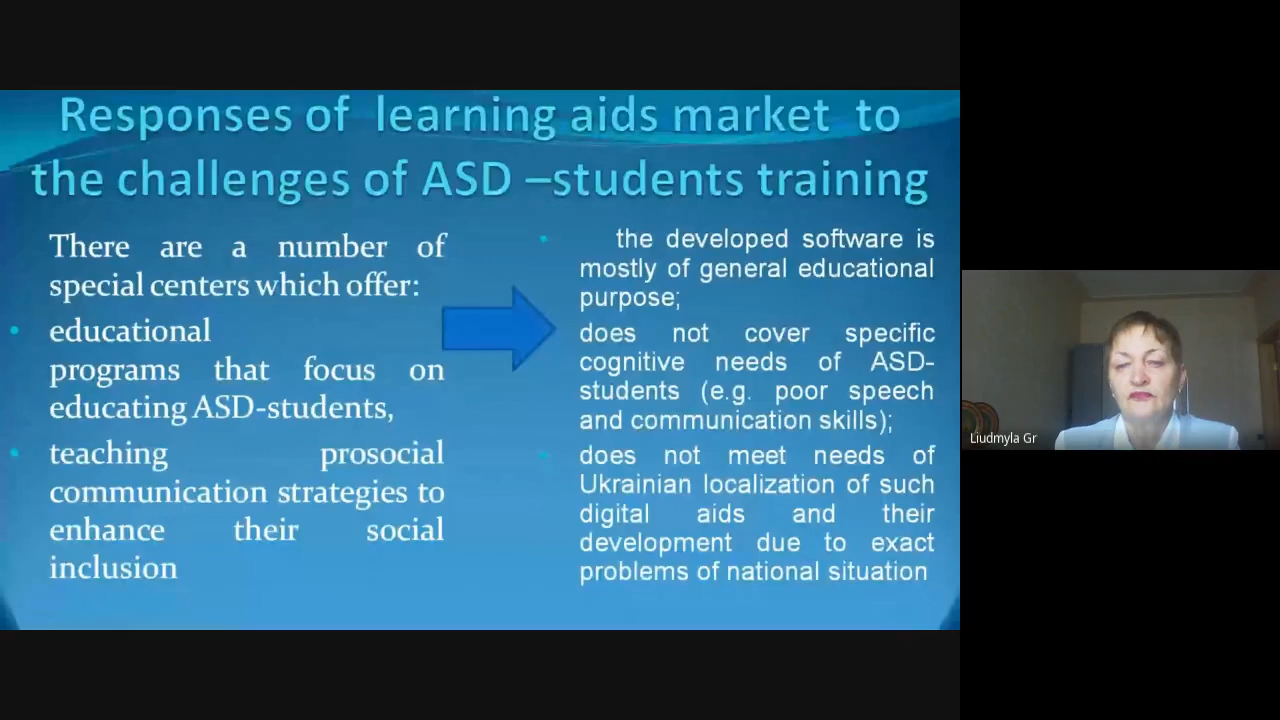 Responses of learning aids market to
the challenges of ASD –students training
There are a number of
special centers which offer:
• educational
programs that focus on
educating ASD-students,
• teaching prosocial
communication strategies to
enhance their social
inclusion
• the developed software is
mostly of general educational
purpose;
does not cover specific
cognitive needs of ASD-
students (e.g. poor speech
and communication skills);
• does not meet needs of
Ukrainian localization of such
digital aids and their
development due to exact
problems of national situation
Liudmyla Gr